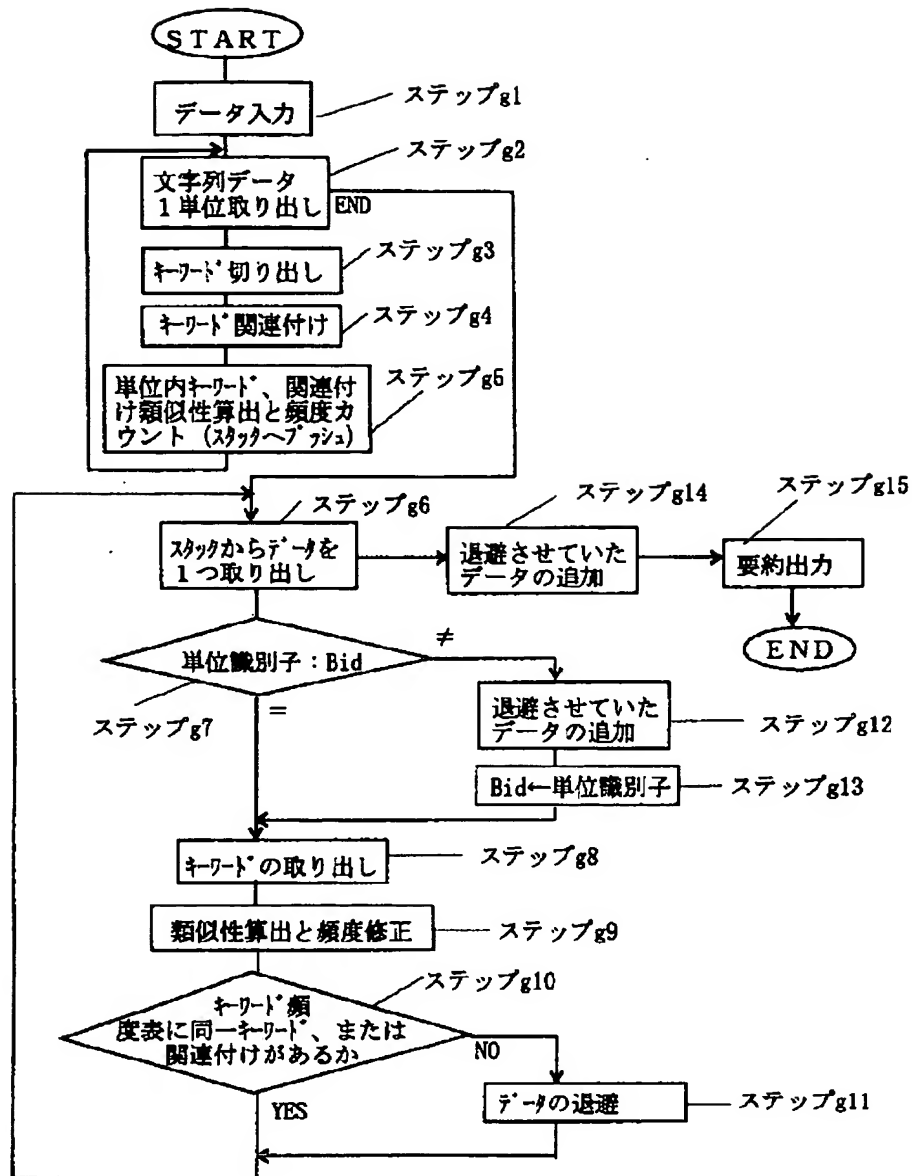 START
ステップg1
データ入力
ステップg2
文字列データ
1単位取り出し
END
ステップg3
キーワード切り出し
ステップg4
キーワード関連付け
ステップg5
単位内キーワード、関連付
け類似性算出と頻度カ
ウント(スタックへプッシュ)
ステップg6
スタックからデータを
1つ取り出し
ステップg14
退避させていた
データの追加
ステップg15
要約出力
END
単位識別子:Bid
≠
=
ステップg7
退避させていた
データの追加
ステップg12
Bid←単位識別子
ステップg13
キーワードの取り出し
ステップg8
類似性算出と頻度修正
ステップg9
ステップg10
キーワード頻
度表に同一キーワード、または
関連付けがあるか
NO
YES
データの退避
ステップg11